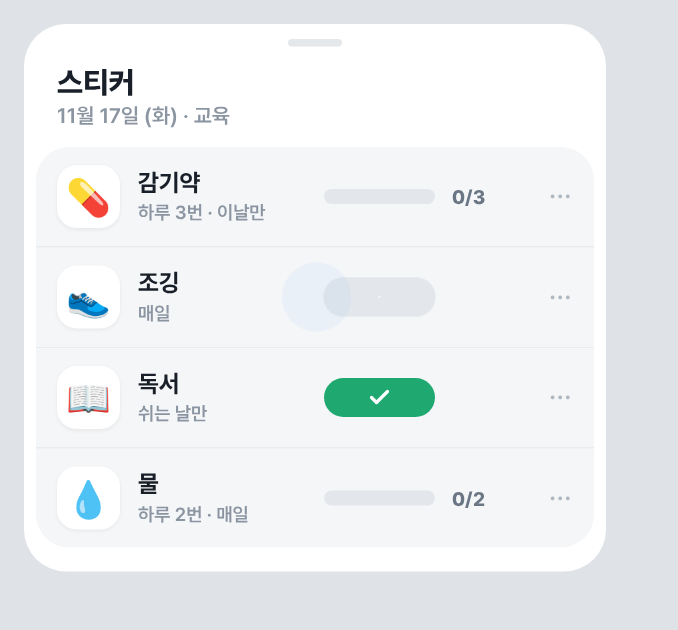 스티커
11월 17일 (화) · 교육
감기약
하루 3번 · 이날만
0/3
조깅
매일
독서
쉬는 날만
물
하루 2번 · 매일
0/2